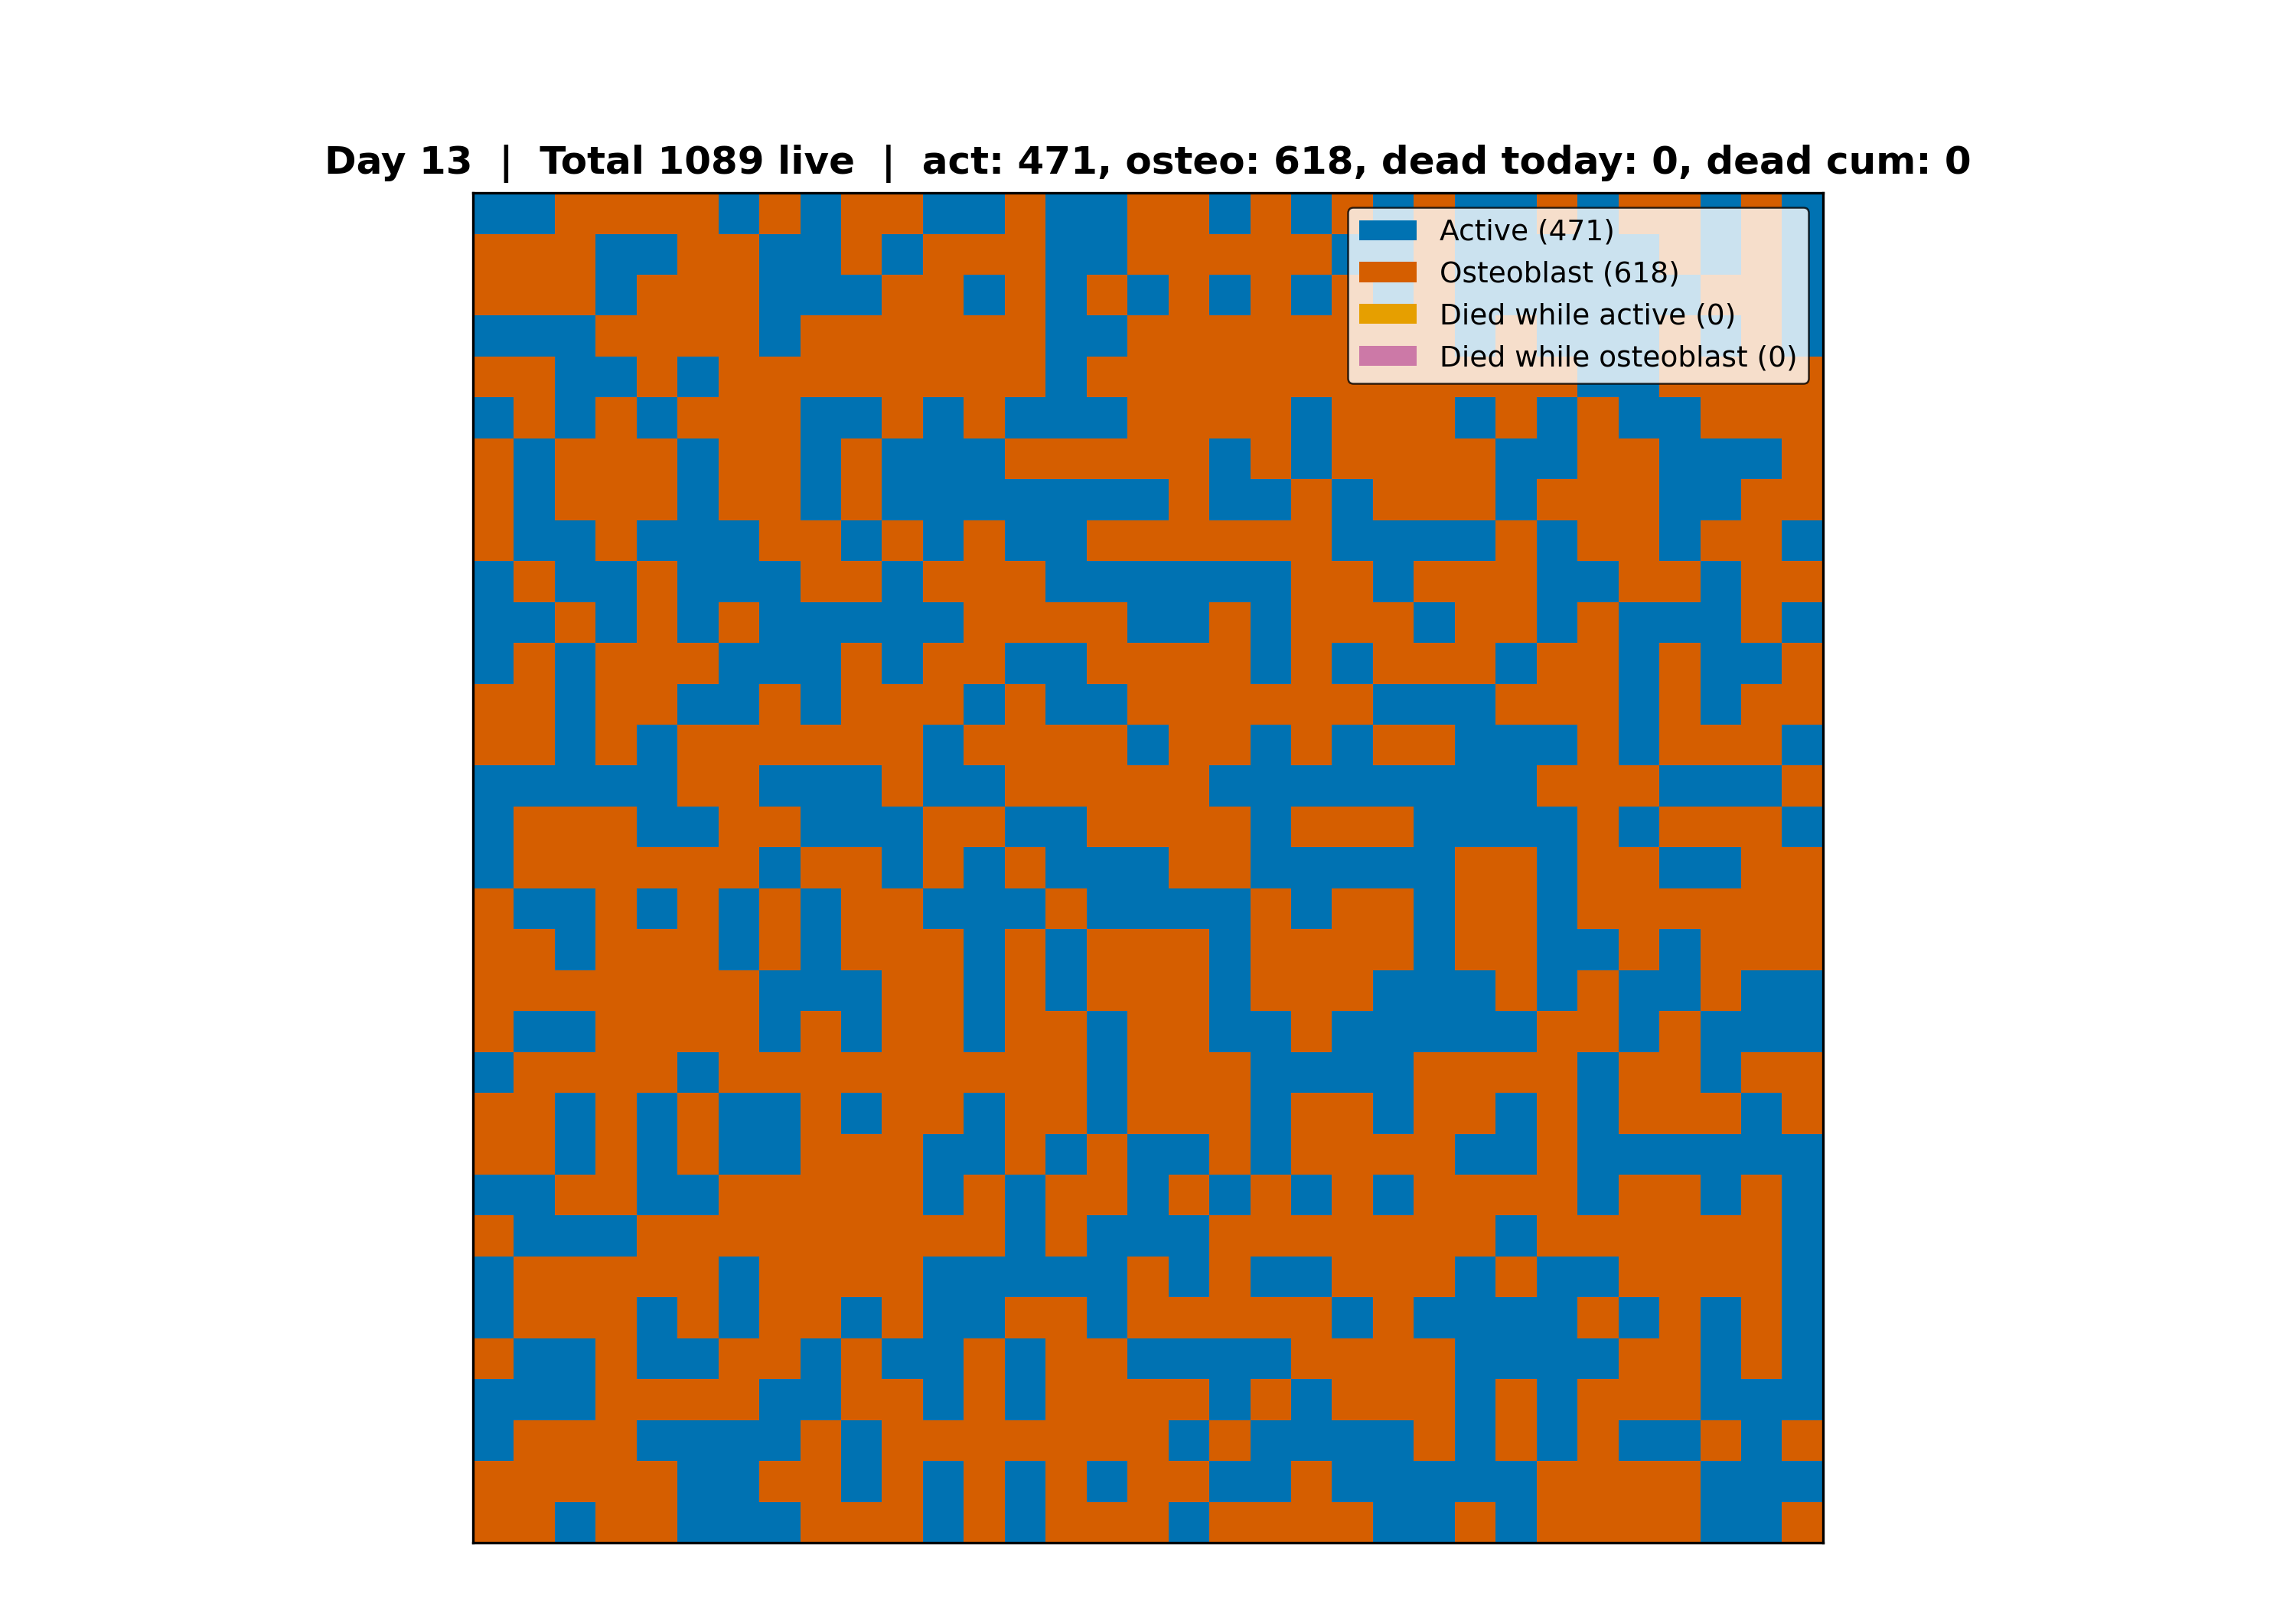 Day 13 | Total 1089 live | act: 471, osteo: 618, dead today: 0, dead cum: 0
Active (471)
Osteoblast (618)
Died while active (0)
Died while osteoblast (0)